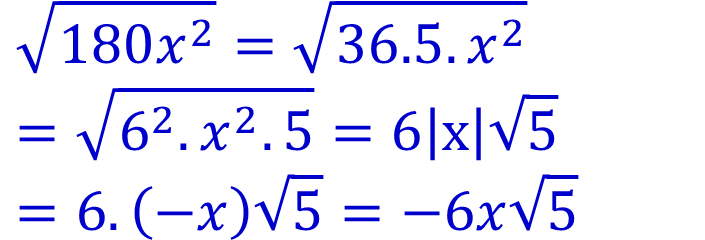 √180x² = √36.5.x²
= √6².x².5 = 6|x|√5
= 6.(−x)√5 = −6x√5